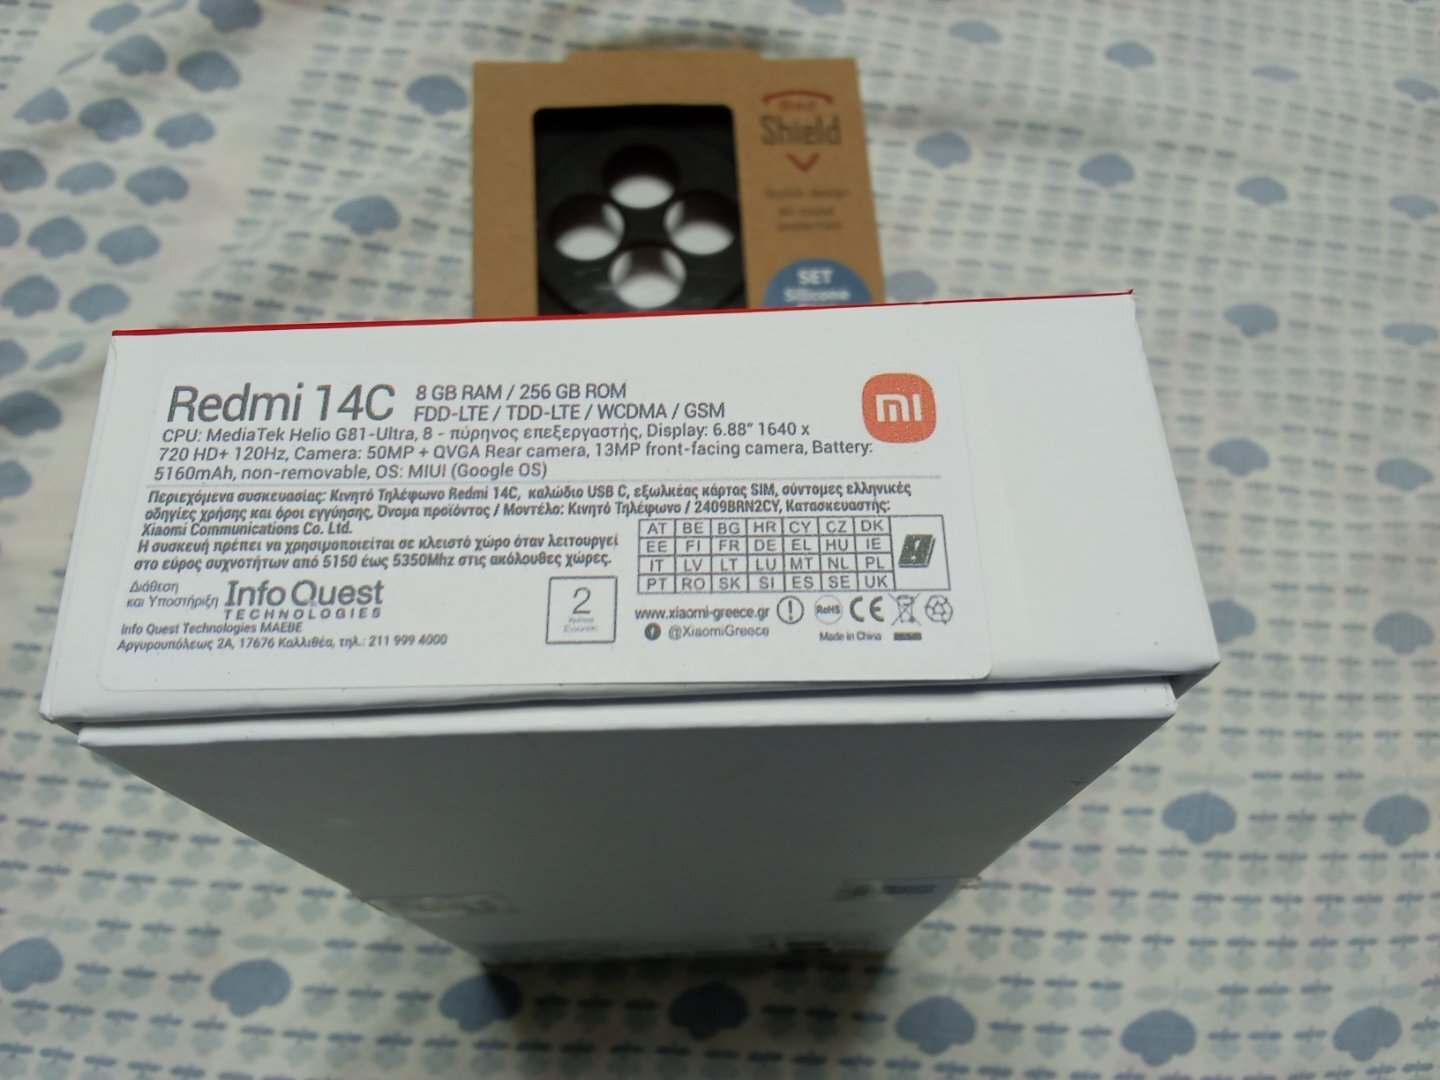 Shield
SET
Silicone
Redmi 14C
8 GB RAM / 256 GB ROM
FDD-LTE / TDD-LTE / WCDMA / GSM
CPU: MediaTek Helio G81-Ultra, 8 - πύρηνος επεξεργαστής, Display: 6.88" 1640 x
720 HD+ 120Hz, Camera: 50MP + QVGA Rear camera, 13MP front-facing camera, Battery:
5160mAh, non-removable, OS: MIUI (Google OS)
Περιεχόμενα συσκευασίας: Κινητό Τηλέφωνο Redmi 14C, καλώδιο USB C, εξωλκέας κάρτας SIM, σύντομες ελληνικές
οδηγίες χρήσης και όροι εγγύησης, Όνομα προϊόντος / Μοντέλο: Κινητό Τηλέφωνο / 2409BRN2CY, Κατασκευαστής:
Xiaomi Communications Co. Ltd.
Η συσκευή πρέπει να χρησιμοποιείται σε κλειστό χώρο όταν λειτουργεί
στο εύρος συχνοτήτων από 5150 έως 5350Mhz στις ακόλουθες χώρες.
AT BE BG HR CY CZ DK
EE FI FR DE EL HU IE
IT LV LT LU MT NL PL
PT RO SK SI ES SE UK
Διάθεση
και Υποστήριξη
Info Quest
TECHNOLOGIES
Info Quest Technologies ΜΑΕΒΕ
Αργυρουπόλεως 2Α, 17676 Καλλιθέα, τηλ.: 211 999 4000
2
www.xiaomi-greece.gr
@XiaomiGreece
RoHS
CE
Made in China
mi